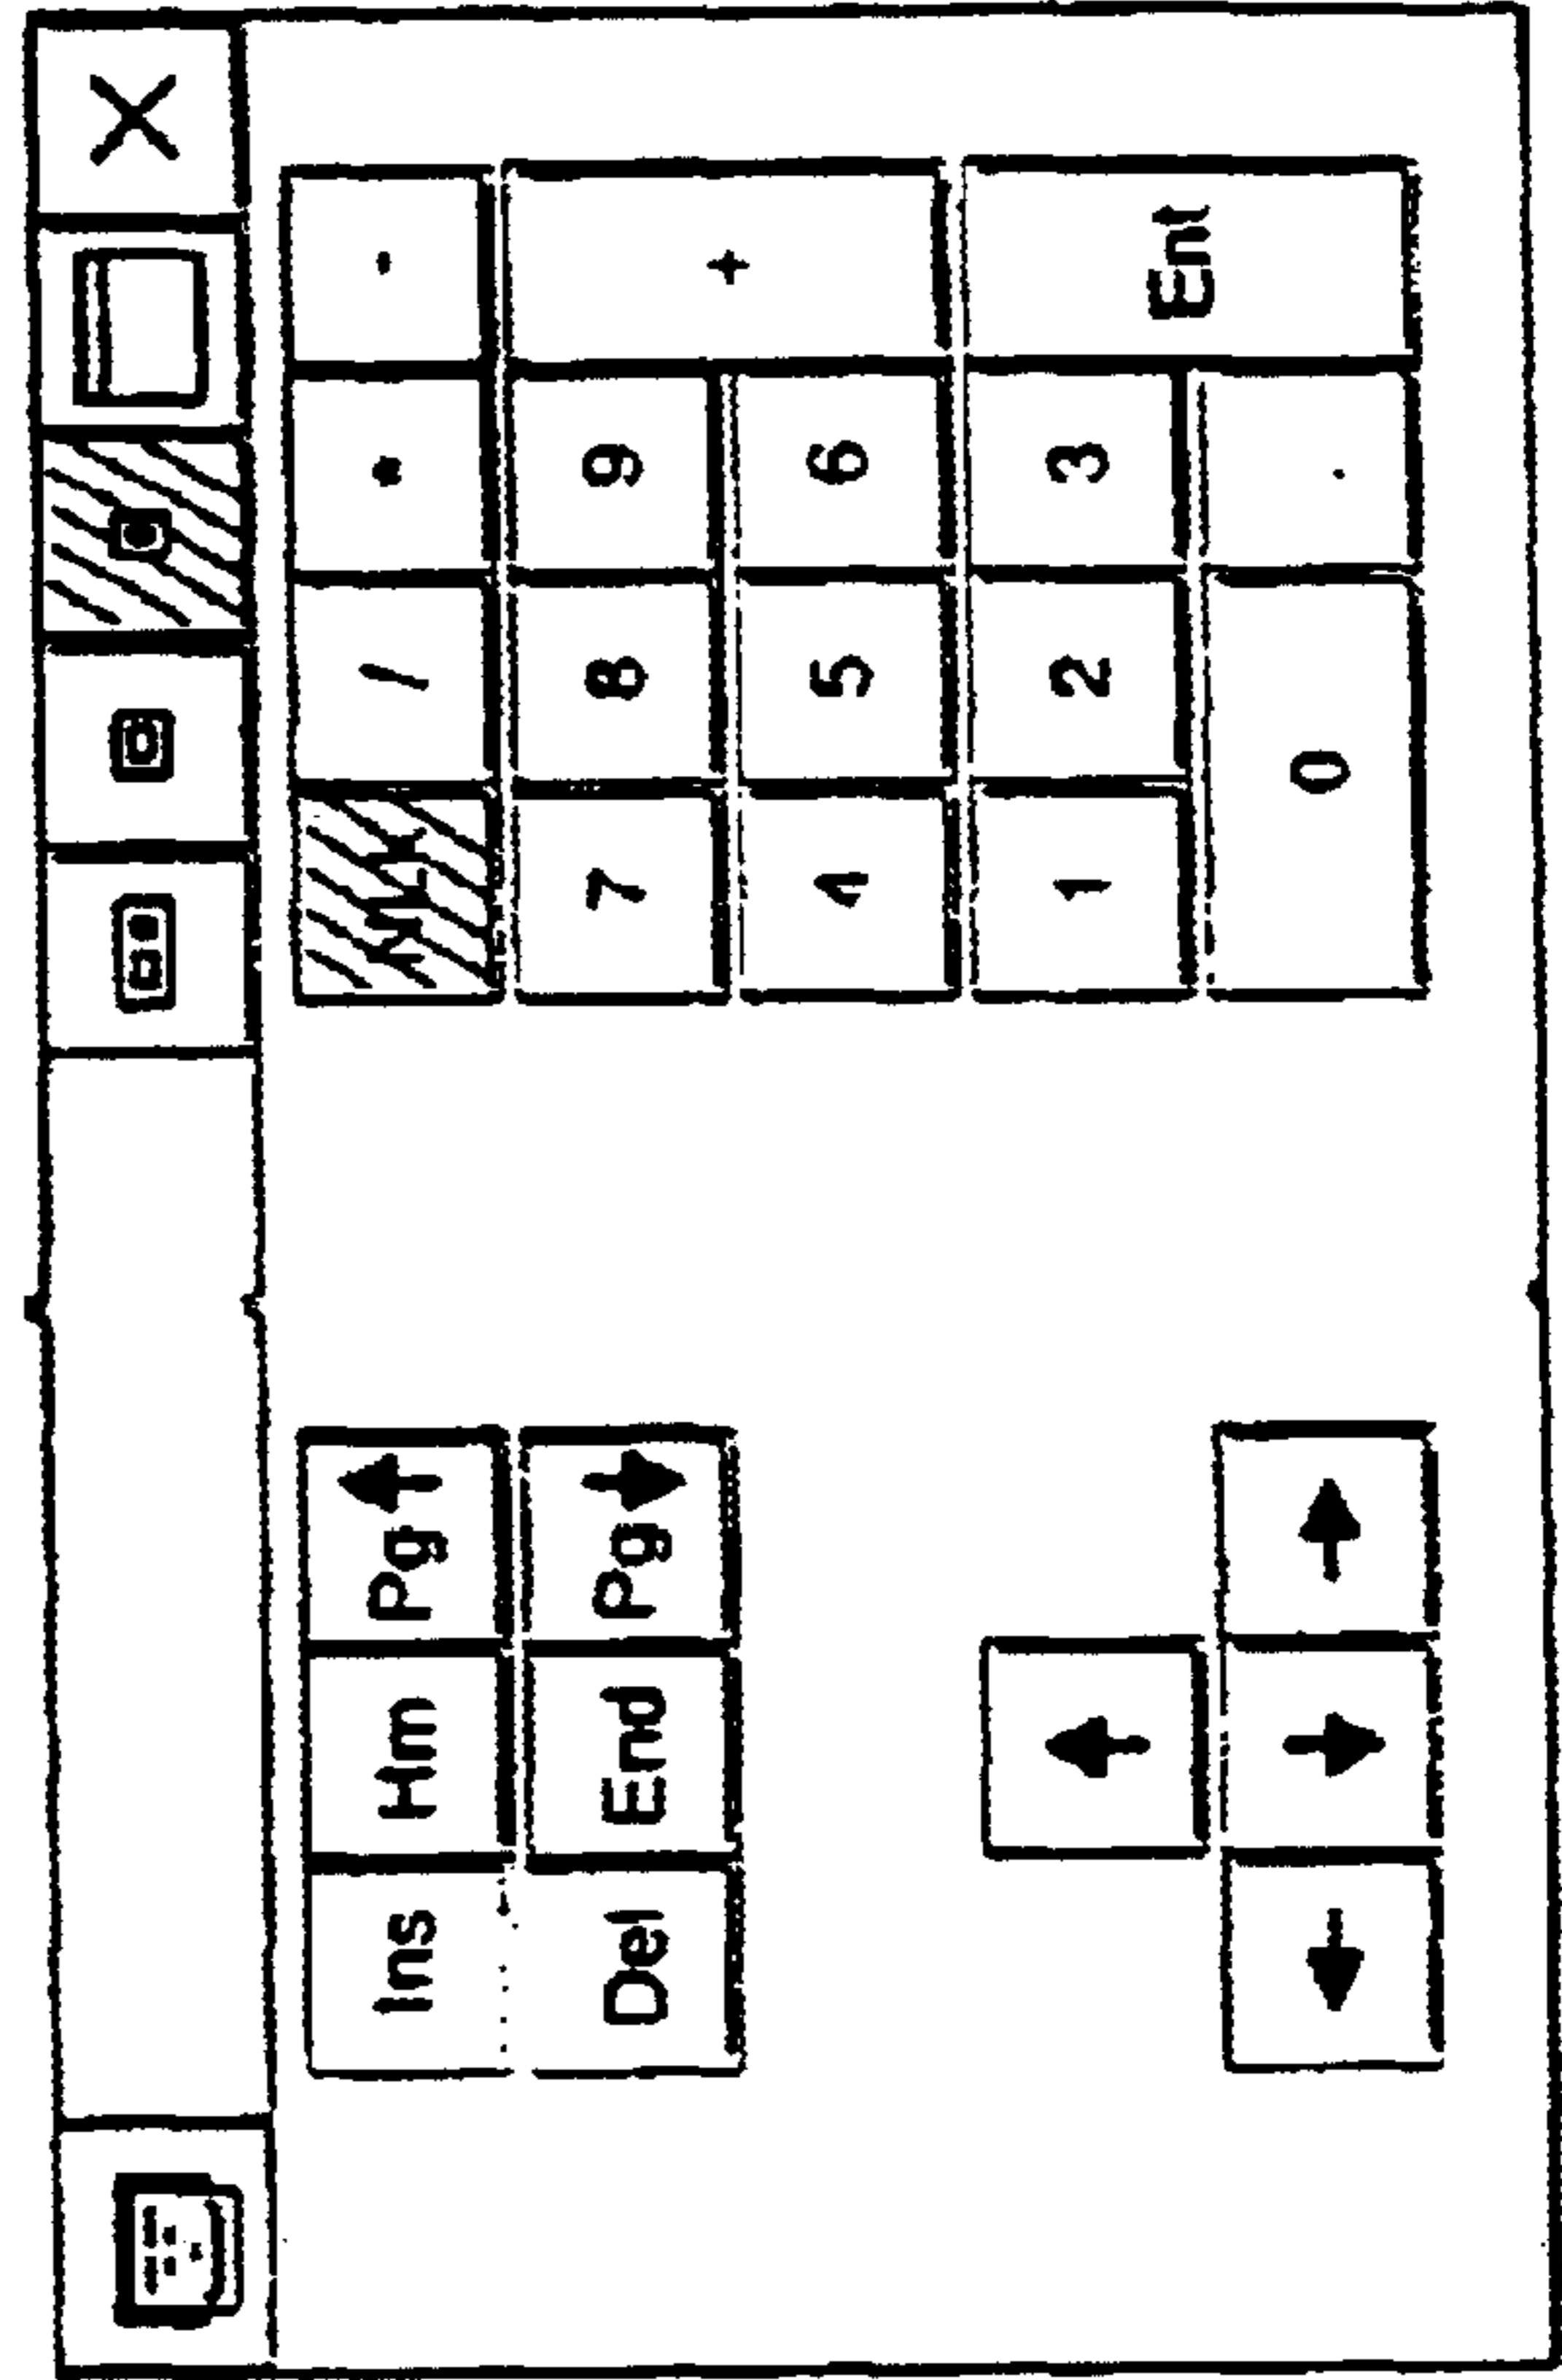 Ins Hm Pg↑ / * -
Del End Pg↓ 7 8 9 +
4 5 6
↑ 1 2 3 Ent
← ↓ → 0 .